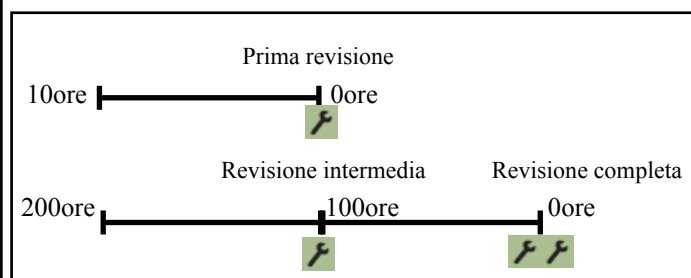 Prima revisione
10ore 0ore
Revisione intermedia Revisione completa
200ore 100ore 0ore